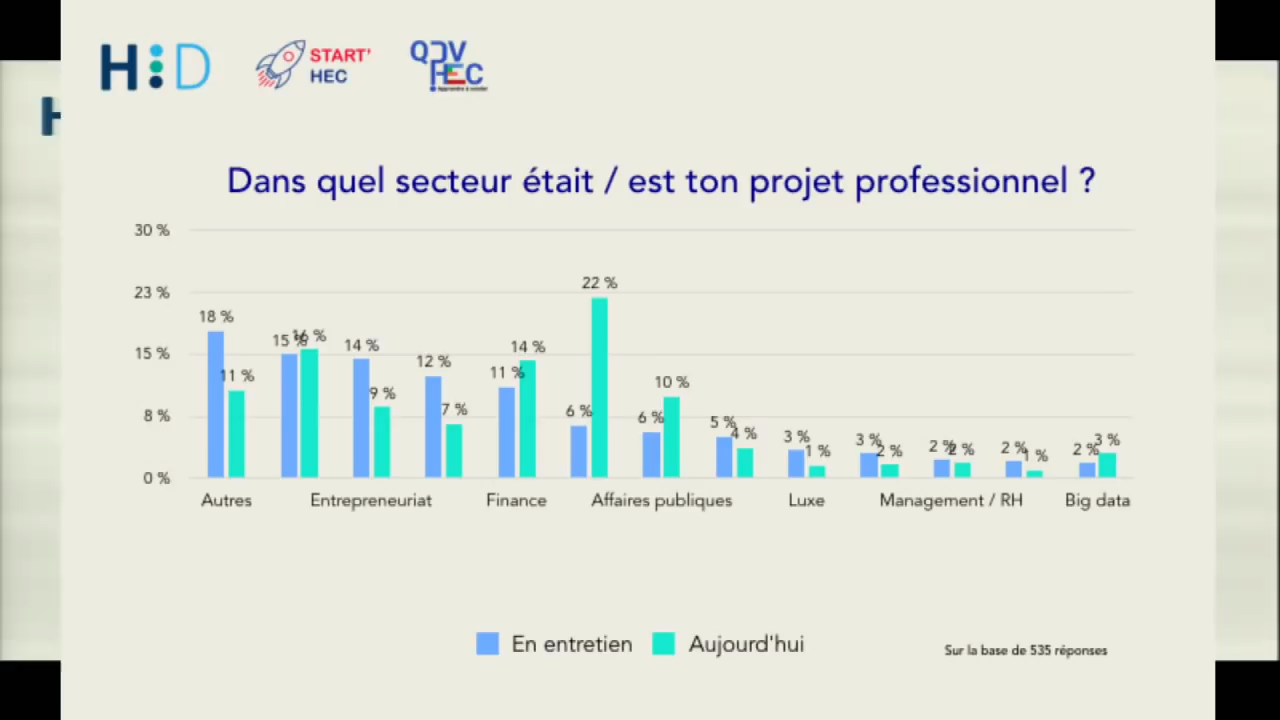 H D
START'
HEC
QDV
HEC
Apprendre à coder
Dans quel secteur était / est ton projet professionnel ?
30 %
23 %
15 %
8 %
0 %
18 % 11 % 15 % 16 % 14 % 9 % 12 % 7 % 11 % 14 % 6 % 22 % 6 % 10 % 5 % 4 % 3 % 1 % 3 % 2 % 2 % 2 % 2 % 1 % 2 % 3 %
Autres Entrepreneuriat Finance Affaires publiques Luxe Management / RH Big data
En entretien Aujourd'hui
Sur la base de 535 réponses